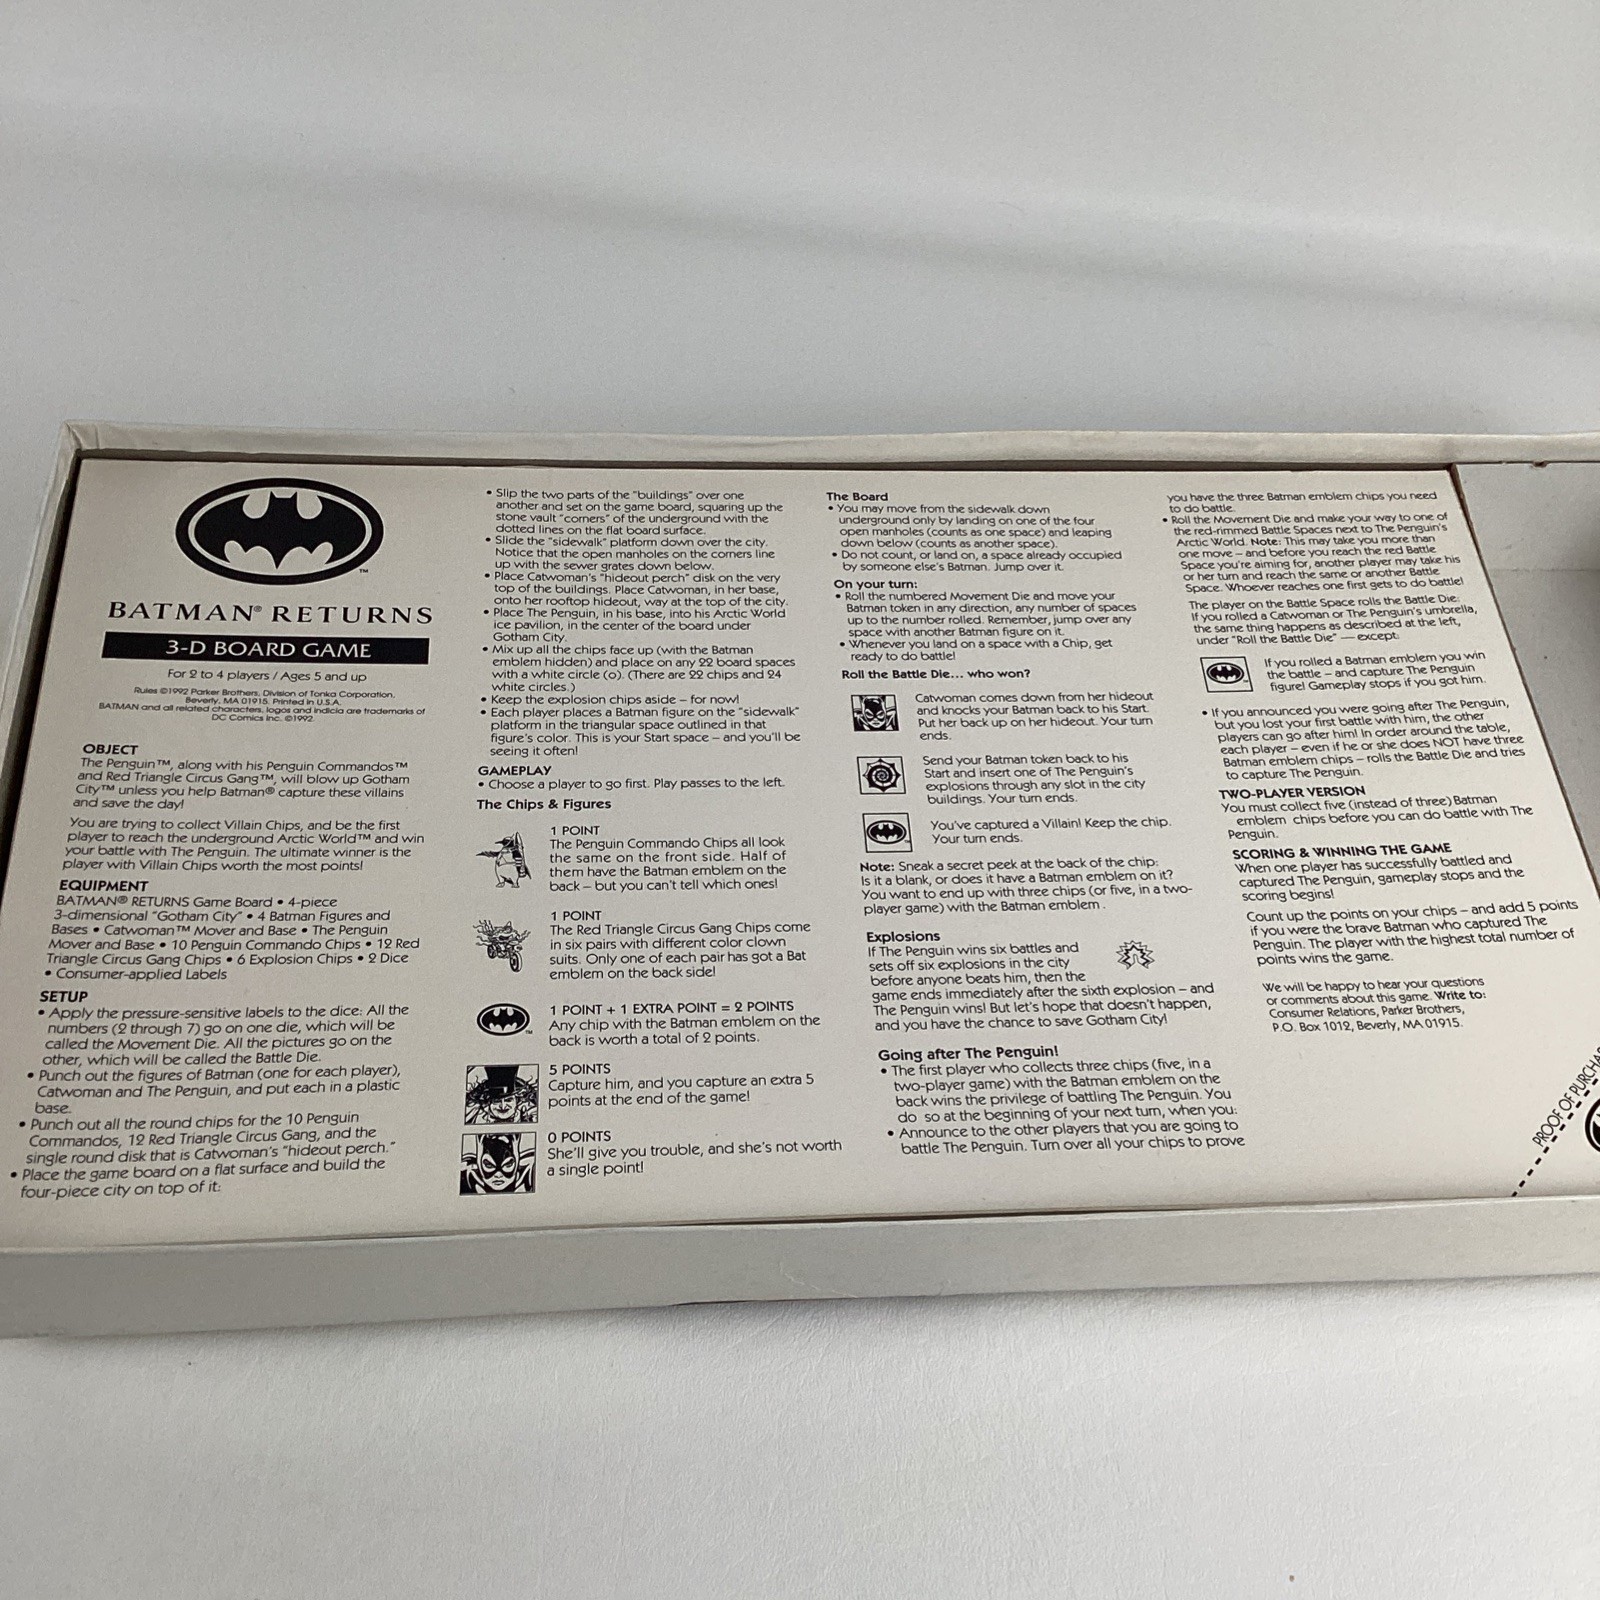 BATMAN® RETURNS
3-D BOARD GAME
For 2 to 4 players / Ages 5 and up
Rules ©1992 Parker Brothers, Division of Tonka Corporation,
Beverly, MA 01915. Printed in U.S.A.
BATMAN and all related characters, logos and indicia are trademarks of
DC Comics Inc. ©1992.
OBJECT
The Penguin™, along with his Penguin Commandos™
and Red Triangle Circus Gang™, will blow up Gotham
City™ unless you help Batman® capture these villains
and save the day!
You are trying to collect Villain Chips, and be the first
player to reach the underground Arctic World™ and win
your battle with The Penguin. The ultimate winner is the
player with Villain Chips worth the most points!
EQUIPMENT
BATMAN® RETURNS Game Board • 4-piece
3-dimensional "Gotham City" • 4 Batman Figures and
Bases • Catwoman™ Mover and Base • The Penguin
Mover and Base • 10 Penguin Commando Chips • 12 Red
Triangle Circus Gang Chips • 6 Explosion Chips • 2 Dice
• Consumer-applied Labels
SETUP
• Apply the pressure-sensitive labels to the dice: All the
numbers (2 through 7) go on one die, which will be
called the Movement Die. All the pictures go on the
other, which will be called the Battle Die.
• Punch out the figures of Batman (one for each player),
Catwoman and The Penguin, and put each in a plastic
base.
• Punch out all the round chips for the 10 Penguin
Commandos, 12 Red Triangle Circus Gang, and the
single round disk that is Catwoman's "hideout perch."
• Place the game board on a flat surface and build the
four-piece city on top of it:
• Slip the two parts of the "buildings" over one
another and set on the game board, squaring up the
stone vault "corners" of the underground with the
dotted lines on the flat board surface.
• Slide the "sidewalk" platform down over the city.
Notice that the open manholes on the corners line
up with the sewer grates down below.
• Place Catwoman's "hideout perch" disk on the very
top of the buildings. Place Catwoman, in her base,
onto her rooftop hideout, way at the top of the city.
• Place The Penguin, in his base, into his Arctic World
ice pavilion, in the center of the board under
Gotham City.
• Mix up all the chips face up (with the Batman
emblem hidden) and place on any 22 board spaces
with a white circle (o). (There are 22 chips and 24
white circles.)
• Keep the explosion chips aside – for now!
• Each player places a Batman figure on the "sidewalk"
platform in the triangular space outlined in that
figure's color. This is your Start space – and you'll be
seeing it often!
GAMEPLAY
• Choose a player to go first. Play passes to the left.
The Chips & Figures
1 POINT
The Penguin Commando Chips all look
the same on the front side. Half of
them have the Batman emblem on the
back – but you can't tell which ones!
1 POINT
The Red Triangle Circus Gang Chips come
in six pairs with different color clown
suits. Only one of each pair has got a Bat
emblem on the back side!
1 POINT + 1 EXTRA POINT = 2 POINTS
Any chip with the Batman emblem on the
back is worth a total of 2 points.
5 POINTS
Capture him, and you capture an extra 5
points at the end of the game!
0 POINTS
She'll give you trouble, and she's not worth
a single point!
The Board
• You may move from the sidewalk down
underground only by landing on one of the four
open manholes (counts as one space) and leaping
down below (counts as another space).
• Do not count, or land on, a space already occupied
by someone else's Batman. Jump over it.
On your turn:
• Roll the numbered Movement Die and move your
Batman token in any direction, any number of spaces
up to the number rolled. Remember, jump over any
space with another Batman figure on it.
• Whenever you land on a space with a Chip, get
ready to do battle!
Roll the Battle Die... who won?
Catwoman comes down from her hideout
and knocks your Batman back to his Start.
Put her back up on her hideout. Your turn
ends.
Send your Batman token back to his
Start and insert one of The Penguin's
explosions through any slot in the city
buildings. Your turn ends.
You've captured a Villain! Keep the chip.
Your turn ends.
Note: Sneak a secret peek at the back of the chip:
Is it a blank, or does it have a Batman emblem on it?
You want to end up with three chips (or five, in a two-
player game) with the Batman emblem.
Explosions
If The Penguin wins six battles and
sets off six explosions in the city
before anyone beats him, then the
game ends immediately after the sixth explosion – and
The Penguin wins! But let's hope that doesn't happen,
and you have the chance to save Gotham City!
Going after The Penguin!
• The first player who collects three chips (five, in a
two-player game) with the Batman emblem on the
back wins the privilege of battling The Penguin. You
do so at the beginning of your next turn, when you:
• Announce to the other players that you are going to
battle The Penguin. Turn over all your chips to prove
you have the three Batman emblem chips you need
to do battle.
• Roll the Movement Die and make your way to one of
the red-rimmed Battle Spaces next to The Penguin's
Arctic World. Note: This may take you more than
one move – and before you reach the red Battle
Space you're aiming for, another player may take his
or her turn and reach the same or another Battle
Space. Whoever reaches one first gets to do battle!
The player on the Battle Space rolls the Battle Die:
If you rolled a Catwoman or The Penguin's umbrella,
the same thing happens as described at the left,
under "Roll the Battle Die" — except:
If you rolled a Batman emblem you win
the battle – and capture The Penguin
figure! Gameplay stops if you got him.
• If you announced you were going after The Penguin,
but you lost your first battle with him, the other
players can go after him! In order around the table,
each player – even if he or she does NOT have three
Batman emblem chips – rolls the Battle Die and tries
to capture The Penguin.
TWO-PLAYER VERSION
You must collect five (instead of three) Batman
emblem chips before you can do battle with The
Penguin.
SCORING & WINNING THE GAME
When one player has successfully battled and
captured The Penguin, gameplay stops and the
scoring begins!
Count up the points on your chips – and add 5 points
if you were the brave Batman who captured The
Penguin. The player with the highest total number of
points wins the game.
We will be happy to hear your questions
or comments about this game. Write to:
Consumer Relations, Parker Brothers,
P.O. Box 1012, Beverly, MA 01915.
PROOF OF